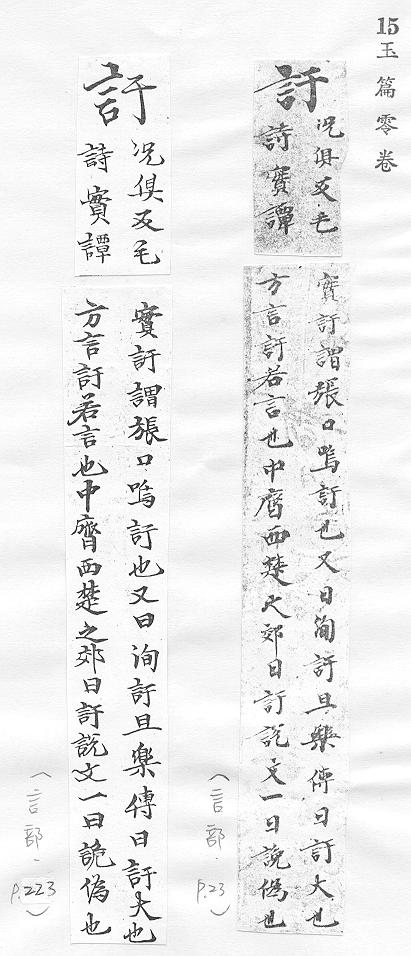 15玉篇零卷
訏
况俱反毛
詩實譚
實訏謂張口嗚訏也又曰洵訏且樂傳曰訏大也
方言訏若言也中齊西楚之郊曰訏說文一曰詭偽也
(言部. P.23)
訏
况俱反毛
詩實譚
實訏謂張口嗚訏也又曰洵訏且樂傳曰訏大也
方言訏若言也中齊西楚之郊曰訏說文一曰詭偽也
(言部. P.223)